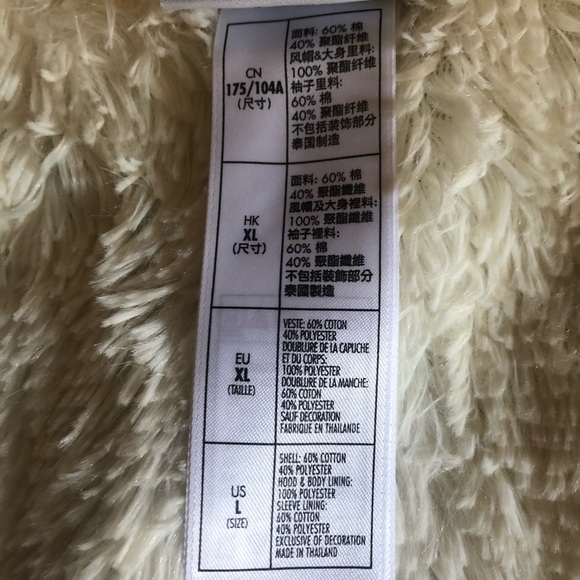 CN
175/104A
(尺寸)
面料: 60% 棉
40% 聚酯纤维
风帽&大身里料:
100% 聚酯纤维
袖子里料:
60% 棉
40% 聚酯纤维
不包括装饰部分
泰国制造
HK
XL
(尺寸)
面料: 60% 棉
40% 聚酯纖維
風帽及大身裡料:
100% 聚酯纖維
袖子裡料:
60% 棉
40% 聚酯纖維
不包括裝飾部分
泰國製造
EU
XL
(TAILLE)
VESTE: 60% COTON
40% POLYESTER
DOUBLURE DE LA CAPUCHE
ET DU CORPS:
100% POLYESTER
DOUBLURE DE LA MANCHE:
60% COTON
40% POLYESTER
SAUF DECORATION
FABRIQUE EN THAILANDE
US
L
(SIZE)
SHELL: 60% COTTON
40% POLYESTER
HOOD & BODY LINING:
100% POLYESTER
SLEEVE LINING:
60% COTTON
40% POLYESTER
EXCLUSIVE OF DECORATION
MADE IN THAILAND